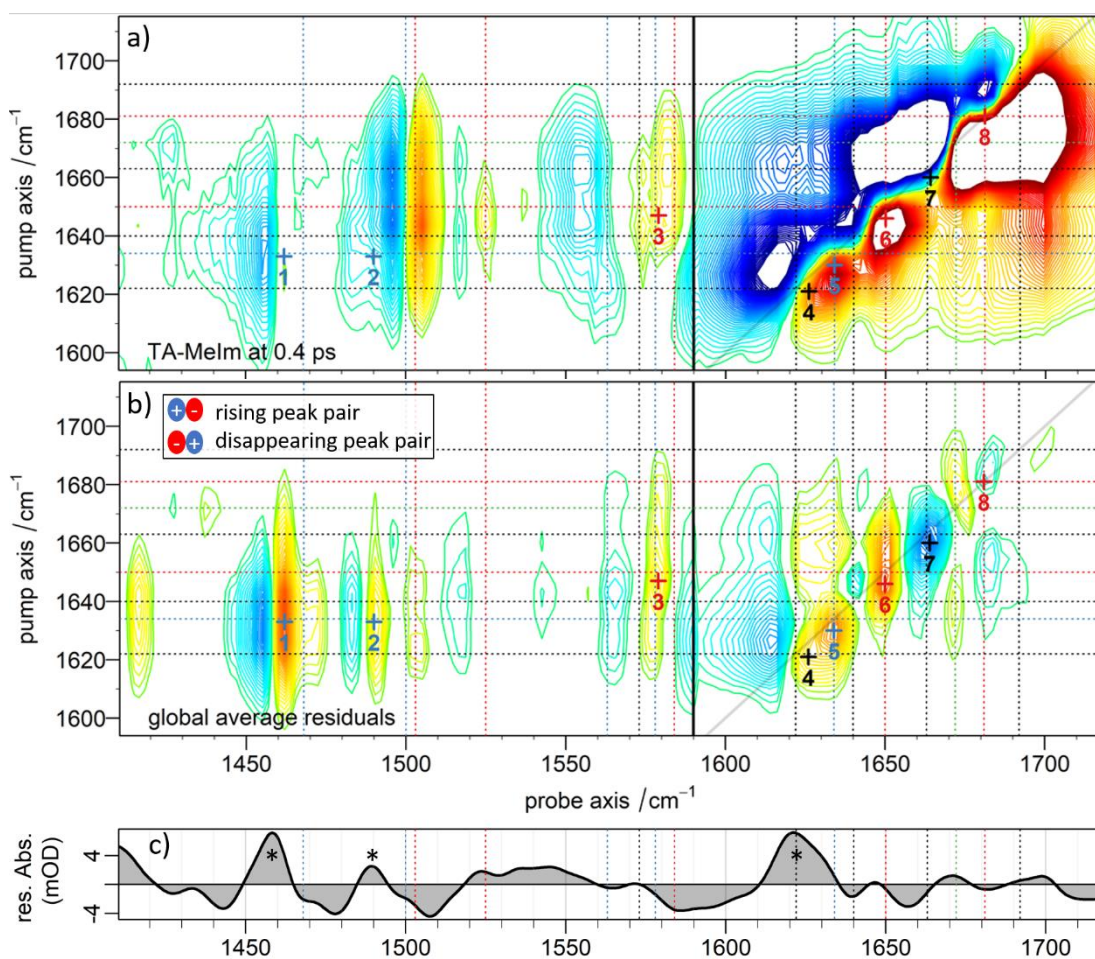 a)
pump axis /cm⁻¹
1700
1680
1660
1640
1620
1600
1
2
3
4
5
6
7
8
TA-MeIm at 0.4 ps
b)
+ - rising peak pair
- + disappearing peak pair
pump axis /cm⁻¹
1700
1680
1660
1640
1620
1600
1
2
3
4
5
6
7
8
global average residuals
1450 1500 1550 1600 1650 1700
probe axis /cm⁻¹
c)
res. Abs.
(mOD)
4
-4
* * *
1450 1500 1550 1600 1650 1700